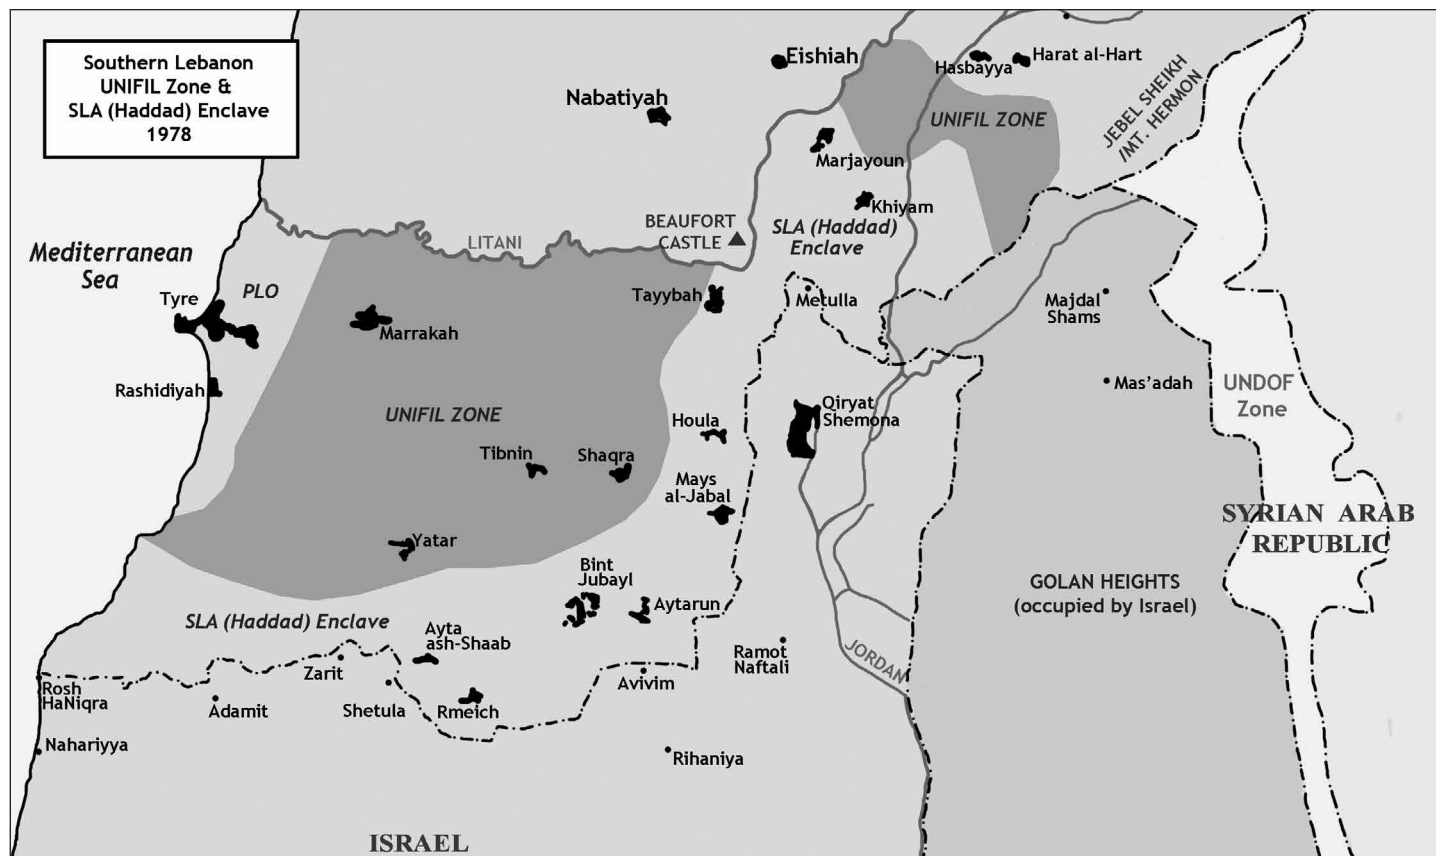 Southern Lebanon
UNIFIL Zone &
SLA (Haddad) Enclave
1978
Eishiah
Hasbayya
Harat al-Hart
Nabatiyah
UNIFIL ZONE
JEBEL SHEIKH
/MT. HERMON
Marjayoun
Khiyam
BEAUFORT
CASTLE
SLA (Haddad)
Enclave
LITANI
Mediterranean
Sea
PLO
Tyre
Tayybah
Metulla
Majdal
Shams
Marrakah
Rashidiyah
Mas'adah
UNDOF
Zone
UNIFIL ZONE
Houla
Qiryat
Shemona
Tibnin
Shaqra
Mays
al-Jabal
SYRIAN ARAB
REPUBLIC
Yatar
Bint
Jubayl
Aytarun
GOLAN HEIGHTS
(occupied by Israel)
SLA (Haddad) Enclave
Ayta
ash-Shaab
Ramot
Naftali
JORDAN
Zarit
Avivim
Rosh
HaNiqra
Adamit
Shetula
Rmeich
Nahariyya
Rihaniya
ISRAEL